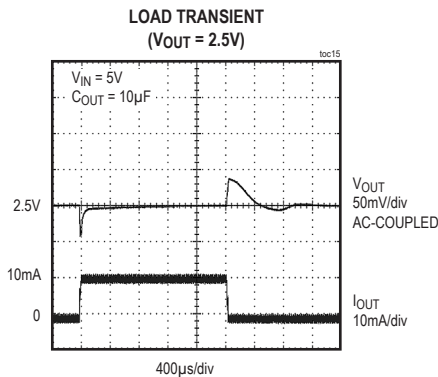 LOAD TRANSIENT
(VOUT = 2.5V)
toc15
VIN = 5V
COUT = 10µF
2.5V
VOUT
50mV/div
AC-COUPLED
10mA
0
IOUT
10mA/div
400µs/div